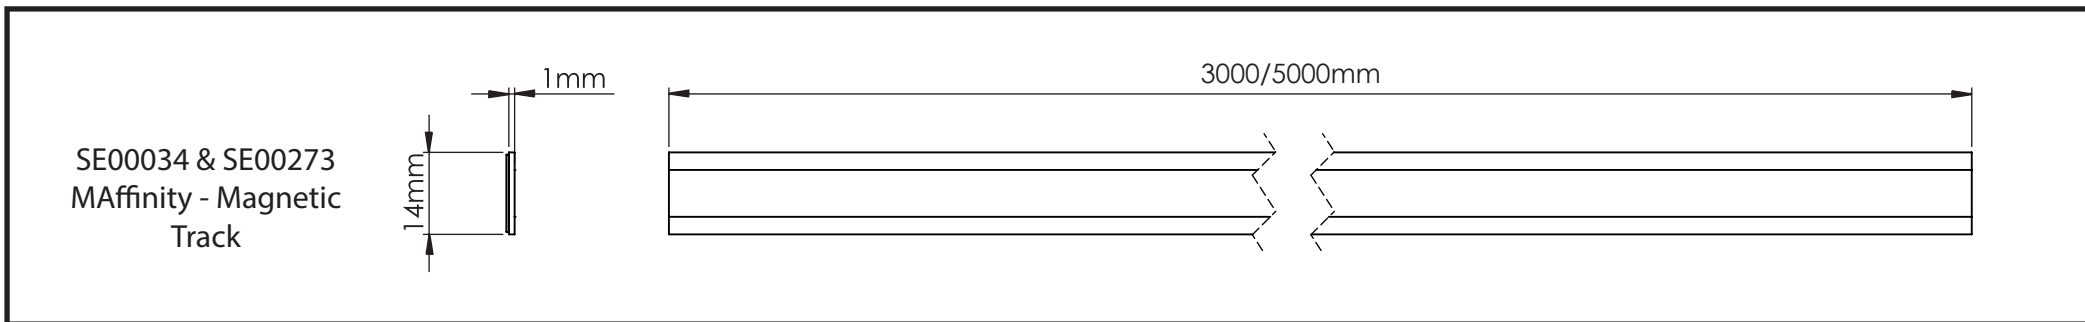 1mm
3000/5000mm
SE00034 & SE00273
MAffinity - Magnetic
Track
14mm